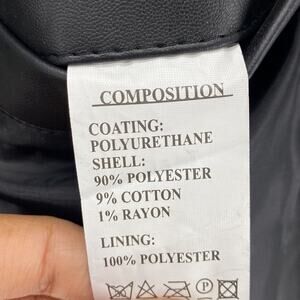 COMPOSITION
COATING:
POLYURETHANE
SHELL:
90% POLYESTER
9% COTTON
1% RAYON
LINING:
100% POLYESTER
P